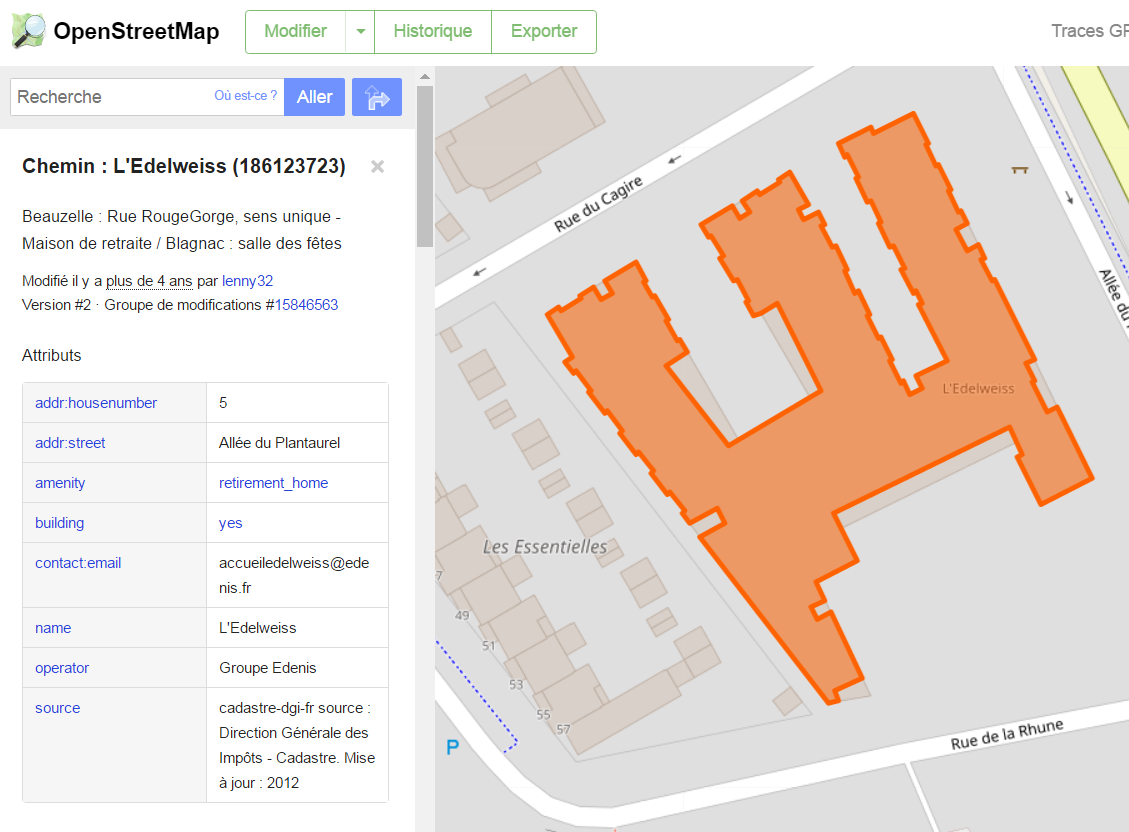 OpenStreetMap
Modifier
Historique
Exporter
Traces GP
Recherche
Où est-ce ?
Aller
Chemin : L'Edelweiss (186123723)
Beauzelle : Rue RougeGorge, sens unique -
Maison de retraite / Blagnac : salle des fêtes
Modifié il y a plus de 4 ans par lenny32
Version #2 · Groupe de modifications #15846563
Attributs
addr:housenumber 5
addr:street Allée du Plantaurel
amenity retirement_home
building yes
contact:email accueiledelweiss@ede
nis.fr
name L'Edelweiss
operator Groupe Edenis
source cadastre-dgi-fr source :
Direction Générale des
Impôts - Cadastre. Mise
à jour : 2012
Rue du Cagire
Allée du
L'Edelweiss
Les Essentielles
49
51
53
55
57
P
Rue de la Rhune